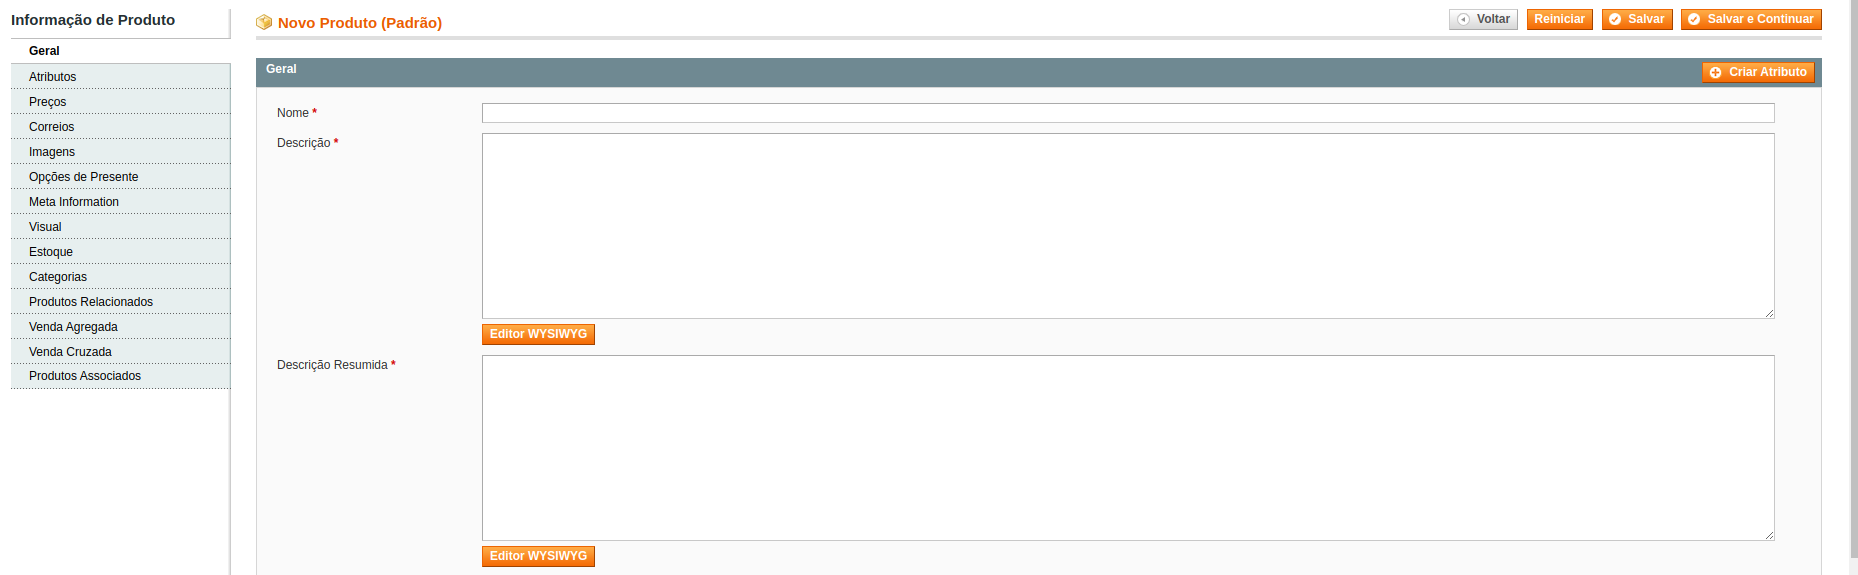 Informação de Produto
Geral
Atributos
Preços
Correios
Imagens
Opções de Presente
Meta Information
Visual
Estoque
Categorias
Produtos Relacionados
Venda Agregada
Venda Cruzada
Produtos Associados
Novo Produto (Padrão)
Voltar
Reiniciar
Salvar
Salvar e Continuar
Geral
Criar Atributo
Nome *
Descrição *
Editor WYSIWYG
Descrição Resumida *
Editor WYSIWYG